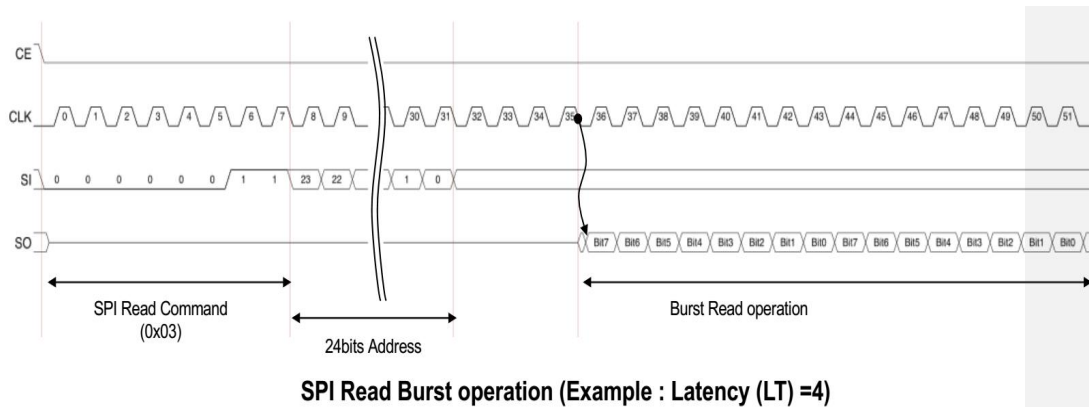 CE
CLK 0 1 2 3 4 5 6 7 8 9 30 31 32 33 34 35 36 37 38 39 40 41 42 43 44 45 46 47 48 49 50 51
SI 0 0 0 0 0 0 1 1 23 22 1 0
SO Bit7 Bit6 Bit5 Bit4 Bit3 Bit2 Bit1 Bit0 Bit7 Bit6 Bit5 Bit4 Bit3 Bit2 Bit1 Bit0
SPI Read Command
(0x03)
24bits Address
Burst Read operation
SPI Read Burst operation (Example : Latency (LT) =4)